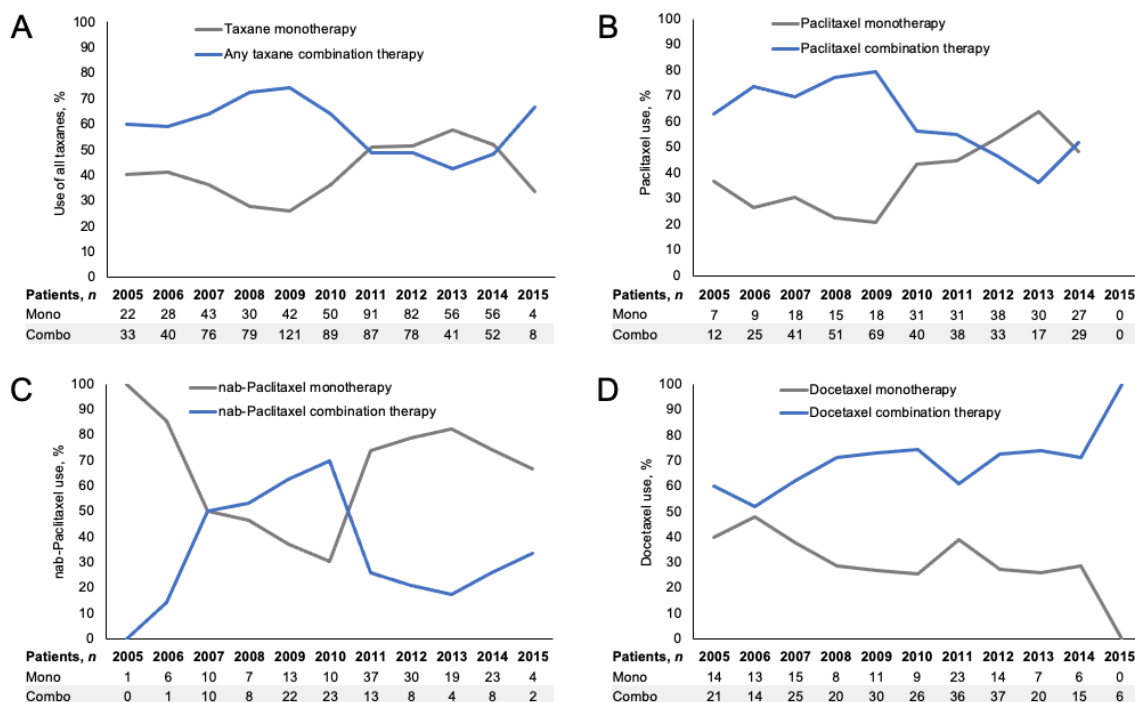 A
Taxane monotherapy
Any taxane combination therapy
Use of all taxanes, %
100
90
80
70
60
50
40
30
20
10
0
Patients, n 2005 2006 2007 2008 2009 2010 2011 2012 2013 2014 2015
Mono 22 28 43 30 42 50 91 82 56 56 4
Combo 33 40 76 79 121 89 87 78 41 52 8
B
Paclitaxel monotherapy
Paclitaxel combination therapy
Paclitaxel use, %
100
90
80
70
60
50
40
30
20
10
0
Patients, n 2005 2006 2007 2008 2009 2010 2011 2012 2013 2014 2015
Mono 7 9 18 15 18 31 31 38 30 27 0
Combo 12 25 41 51 69 40 38 33 17 29 0
C
nab-Paclitaxel monotherapy
nab-Paclitaxel combination therapy
nab-Paclitaxel use, %
100
90
80
70
60
50
40
30
20
10
0
Patients, n 2005 2006 2007 2008 2009 2010 2011 2012 2013 2014 2015
Mono 1 6 10 7 13 10 37 30 19 23 4
Combo 0 1 10 8 22 23 13 8 4 8 2
D
Docetaxel monotherapy
Docetaxel combination therapy
Docetaxel use, %
100
90
80
70
60
50
40
30
20
10
0
Patients, n 2005 2006 2007 2008 2009 2010 2011 2012 2013 2014 2015
Mono 14 13 15 8 11 9 23 14 7 6 0
Combo 21 14 25 20 30 26 36 37 20 15 6